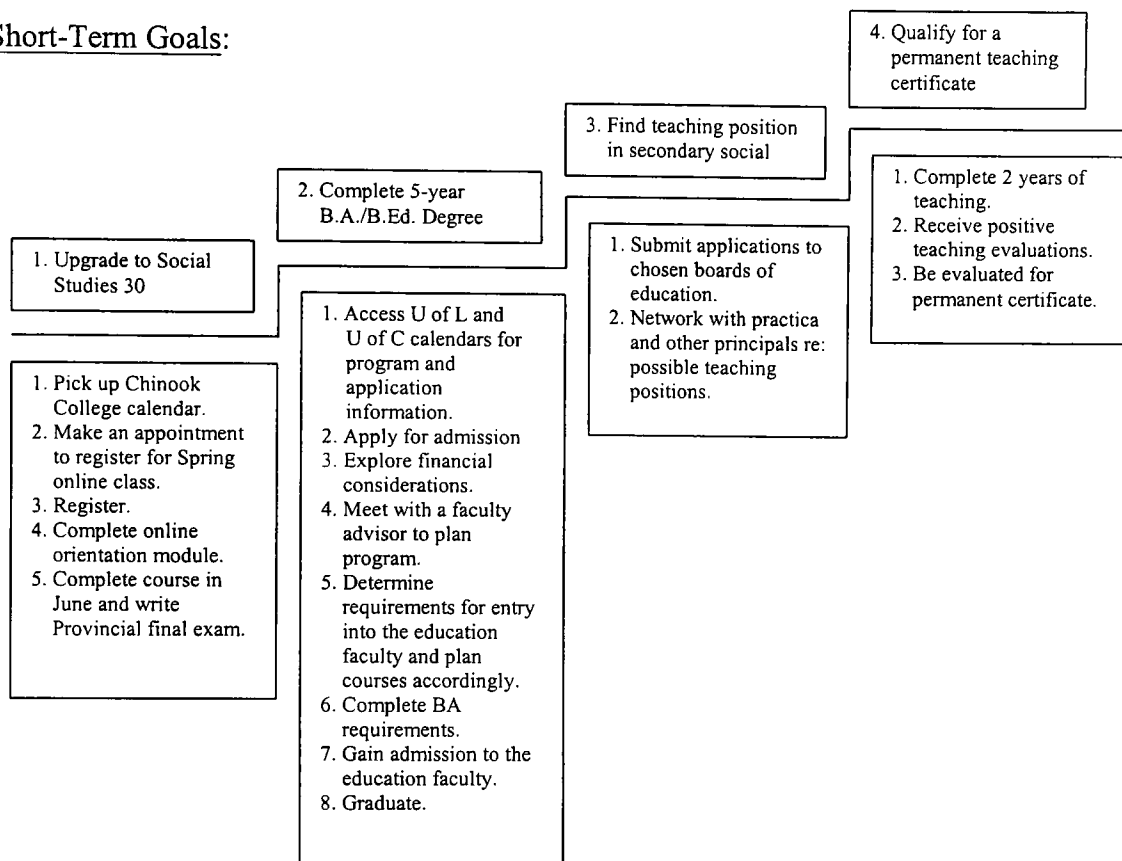 Short-Term Goals:
4. Qualify for a
permanent teaching
certificate
3. Find teaching position
in secondary social
2. Complete 5-year
B.A./B.Ed. Degree
1. Upgrade to Social
Studies 30
1. Pick up Chinook
College calendar.
2. Make an appointment
to register for Spring
online class.
3. Register.
4. Complete online
orientation module.
5. Complete course in
June and write
Provincial final exam.
1. Access U of L and
U of C calendars for
program and
application
information.
2. Apply for admission
3. Explore financial
considerations.
4. Meet with a faculty
advisor to plan
program.
5. Determine
requirements for entry
into the education
faculty and plan
courses accordingly.
6. Complete BA
requirements.
7. Gain admission to the
education faculty.
8. Graduate.
1. Submit applications to
chosen boards of
education.
2. Network with practica
and other principals re:
possible teaching
positions.
1. Complete 2 years of
teaching.
2. Receive positive
teaching evaluations.
3. Be evaluated for
permanent certificate.